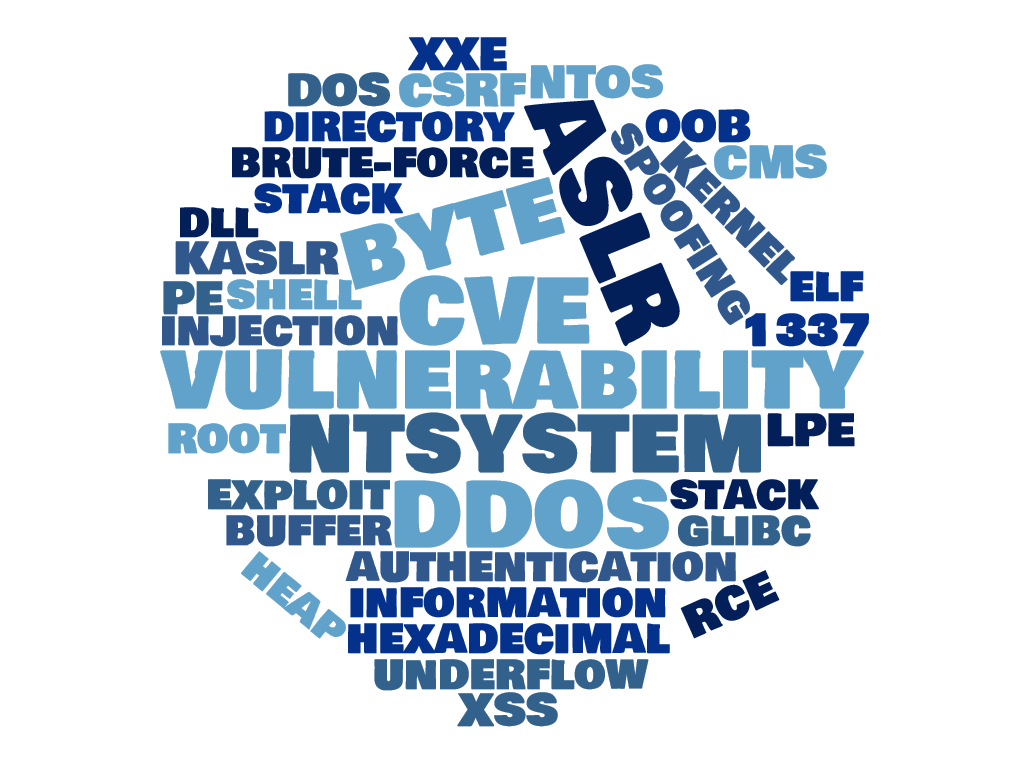 XXE
DOS CSRF NTOS
DIRECTORY
ASLR
OOB
BRUTE-FORCE
SPOOFING
KERNEL
CMS
STACK
BYTE
DLL
KASLR
PE SHELL
CVE
ELF
INJECTION
1337
VULNERABILITY
ROOT NTSYSTEM LPE
EXPLOIT DDOS STACK
BUFFER GLIBC
HEAP
AUTHENTICATION
INFORMATION
RCE
HEXADECIMAL
UNDERFLOW
XSS